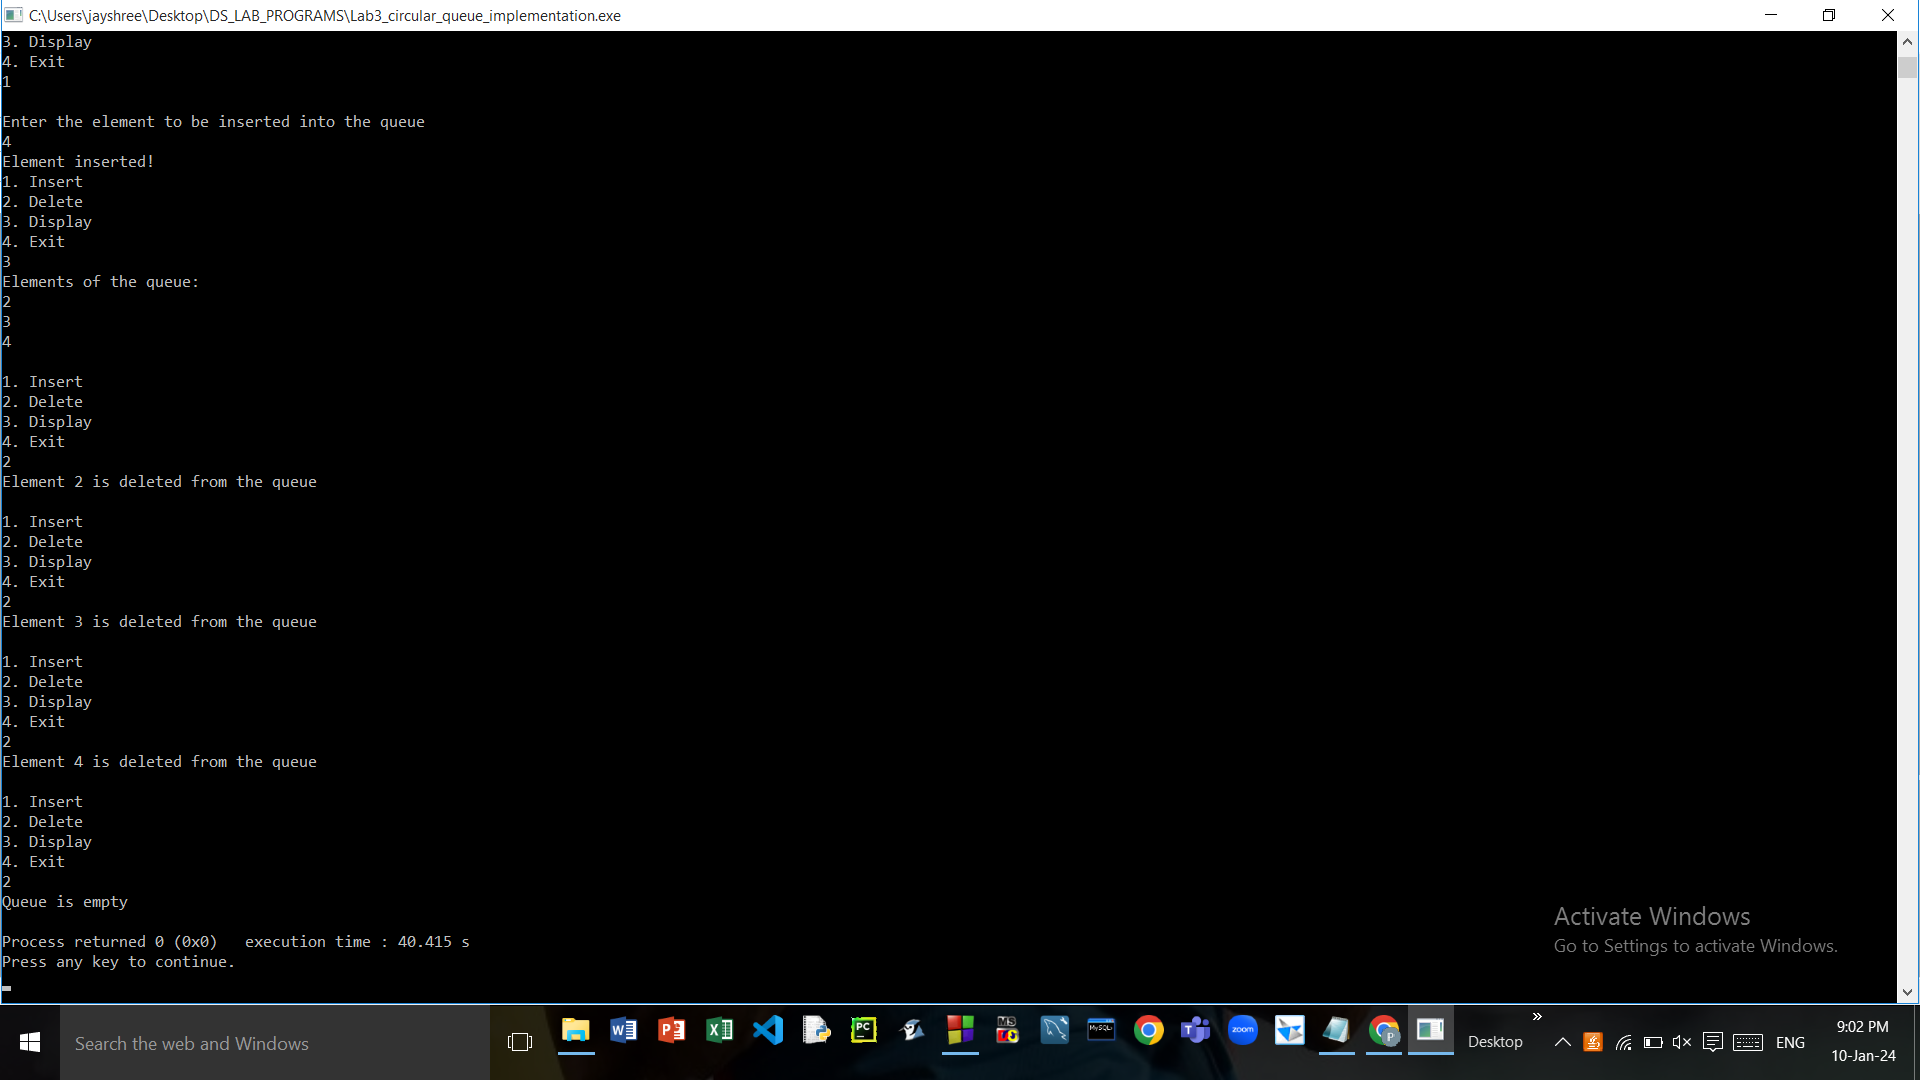 C:\Users\jayshree\Desktop\DS_LAB_PROGRAMS\Lab3_circular_queue_implementation.exe
3. Display
4. Exit
1
Enter the element to be inserted into the queue
4
Element inserted!
1. Insert
2. Delete
3. Display
4. Exit
3
Elements of the queue:
2
3
4
1. Insert
2. Delete
3. Display
4. Exit
2
Element 2 is deleted from the queue
1. Insert
2. Delete
3. Display
4. Exit
2
Element 3 is deleted from the queue
1. Insert
2. Delete
3. Display
4. Exit
2
Element 4 is deleted from the queue
1. Insert
2. Delete
3. Display
4. Exit
2
Queue is empty
Process returned 0 (0x0)   execution time : 40.415 s
Press any key to continue.
Activate Windows
Go to Settings to activate Windows.
Search the web and Windows
PC
MS
MySQL
zoom
P
Desktop
»
ENG
9:02 PM
10-Jan-24